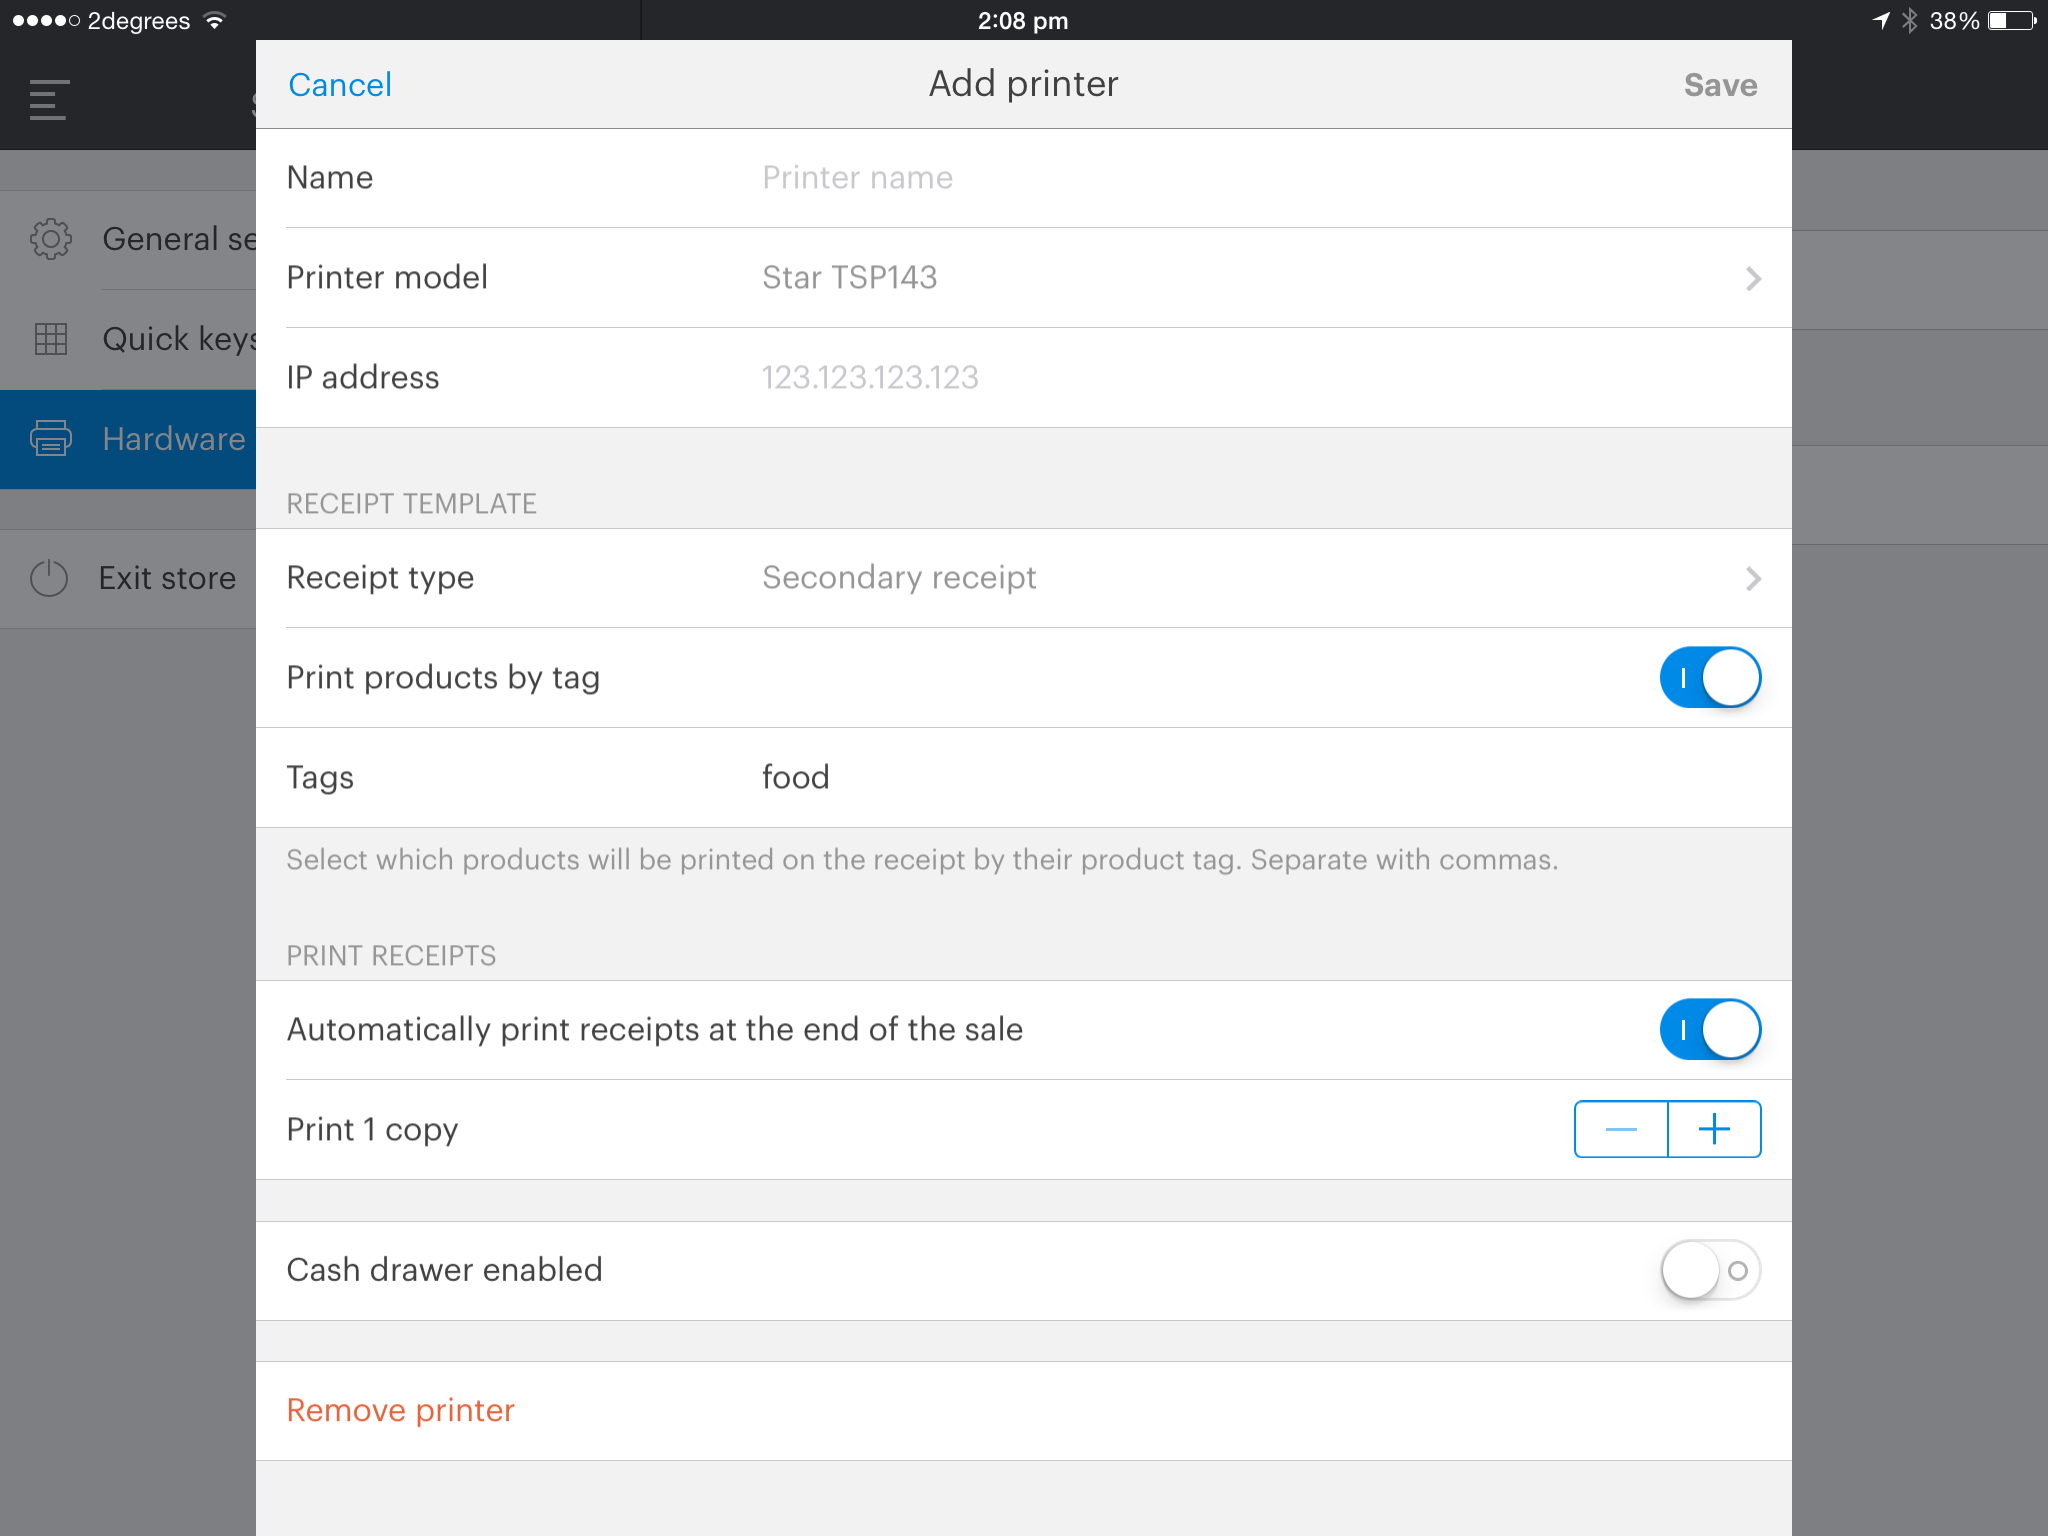 2degrees 2:08 pm 38%
Cancel Add printer Save
Name Printer name
General se
Printer model Star TSP143
Quick keys
IP address 123.123.123.123
Hardware
RECEIPT TEMPLATE
Exit store
Receipt type Secondary receipt
Print products by tag
Tags food
Select which products will be printed on the receipt by their product tag. Separate with commas.
PRINT RECEIPTS
Automatically print receipts at the end of the sale
Print 1 copy
Cash drawer enabled
Remove printer